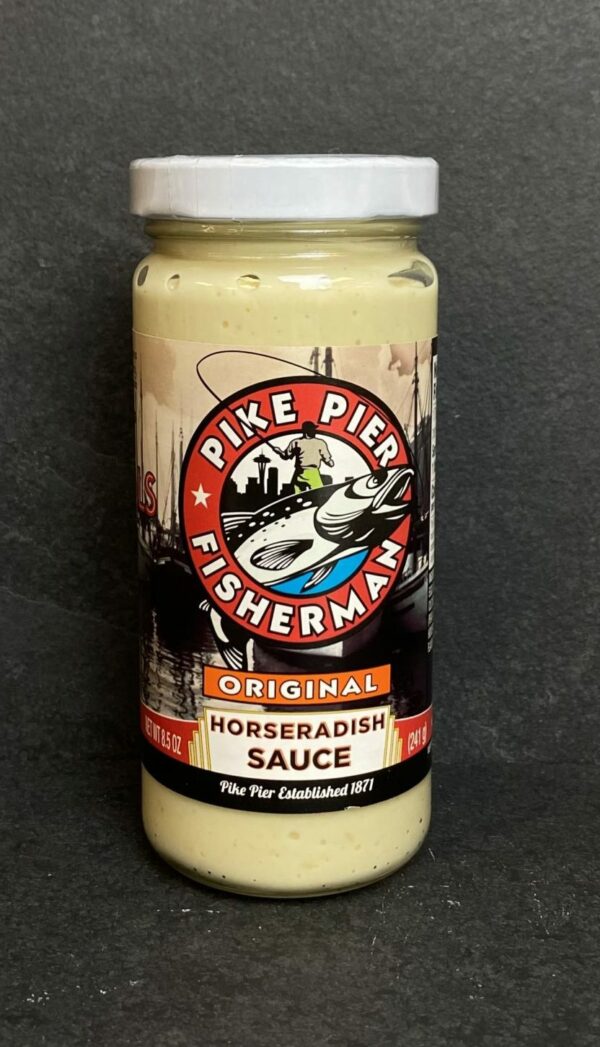 PIKE PIER
FISHERMAN
ORIGINAL
HORSERADISH
SAUCE
NET WT 8.5 OZ
(241 g)
Pike Pier Established 1871